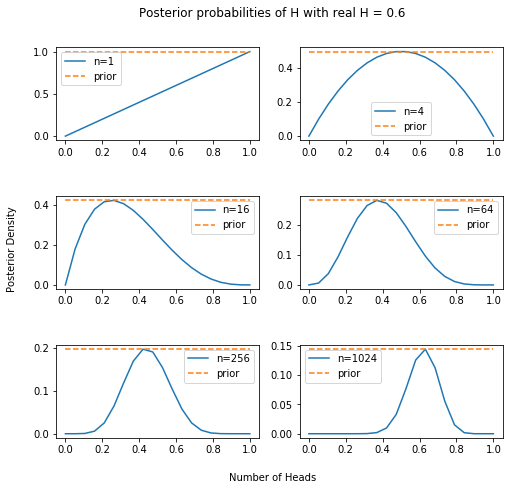 Posterior probabilities of H with real H = 0.6
1.0
0.5
0.0
n=1
prior
0.0 0.2 0.4 0.6 0.8 1.0
0.4
0.2
0.0
n=4
prior
0.0 0.2 0.4 0.6 0.8 1.0
Posterior Density
0.4
0.2
0.0
n=16
prior
0.0 0.2 0.4 0.6 0.8 1.0
0.2
0.1
0.0
n=64
prior
0.0 0.2 0.4 0.6 0.8 1.0
0.2
0.1
0.0
n=256
prior
0.0 0.2 0.4 0.6 0.8 1.0
0.15
0.10
0.05
0.00
n=1024
prior
0.0 0.2 0.4 0.6 0.8 1.0
Number of Heads